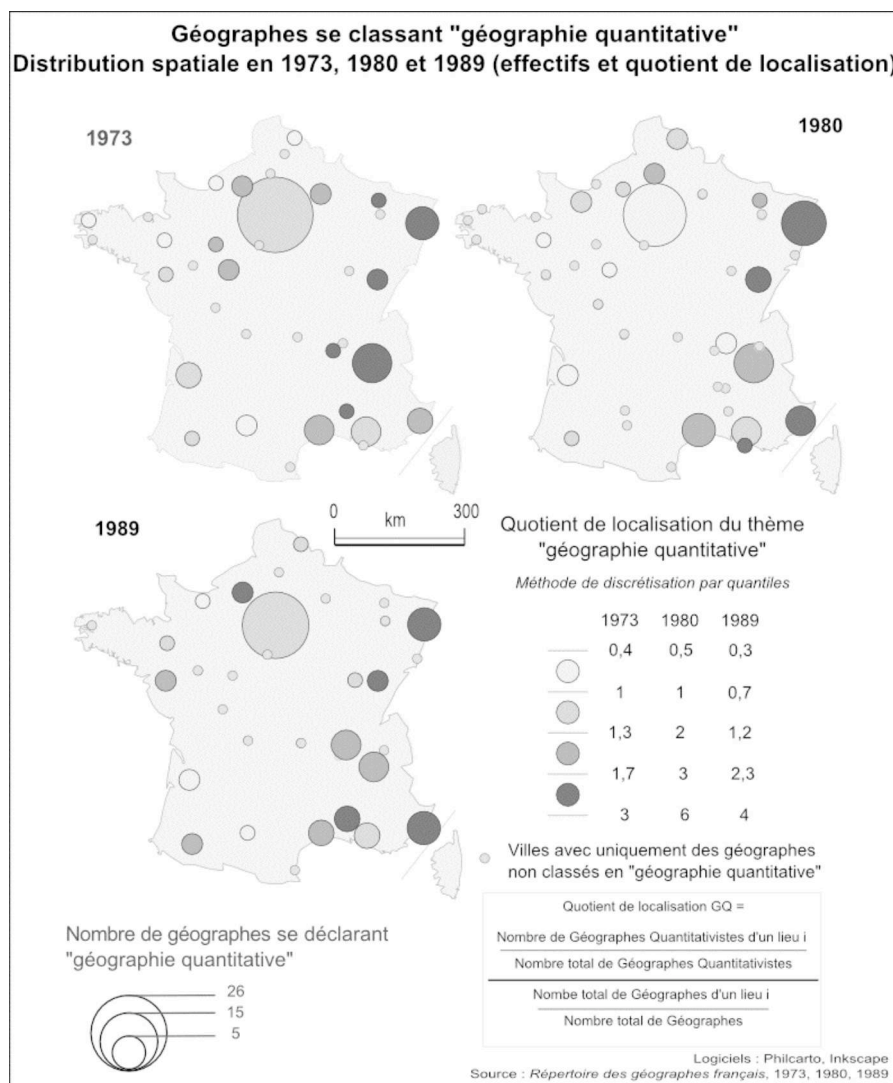 Géographes se classant "géographie quantitative"
Distribution spatiale en 1973, 1980 et 1989 (effectifs et quotient de localisation)
1973
1980
1989
0
300
km
Quotient de localisation du thème
"géographie quantitative"
Méthode de discrétisation par quantiles
1973 1980 1989
0,4 0,5 0,3
1 1 0,7
1,3 2 1,2
1,7 3 2,3
3 6 4
Villes avec uniquement des géographes
non classés en "géographie quantitative"
Quotient de localisation GQ =
Nombre de Géographes Quantitativistes d'un lieu i
Nombre total de Géographes Quantitativistes
Nombe total de Géographes d'un lieu i
Nombre total de Géographes
Nombre de géographes se déclarant
"géographie quantitative"
26
15
5
Logiciels : Philcarto, Inkscape
Source : Répertoire des géographes français, 1973, 1980, 1989